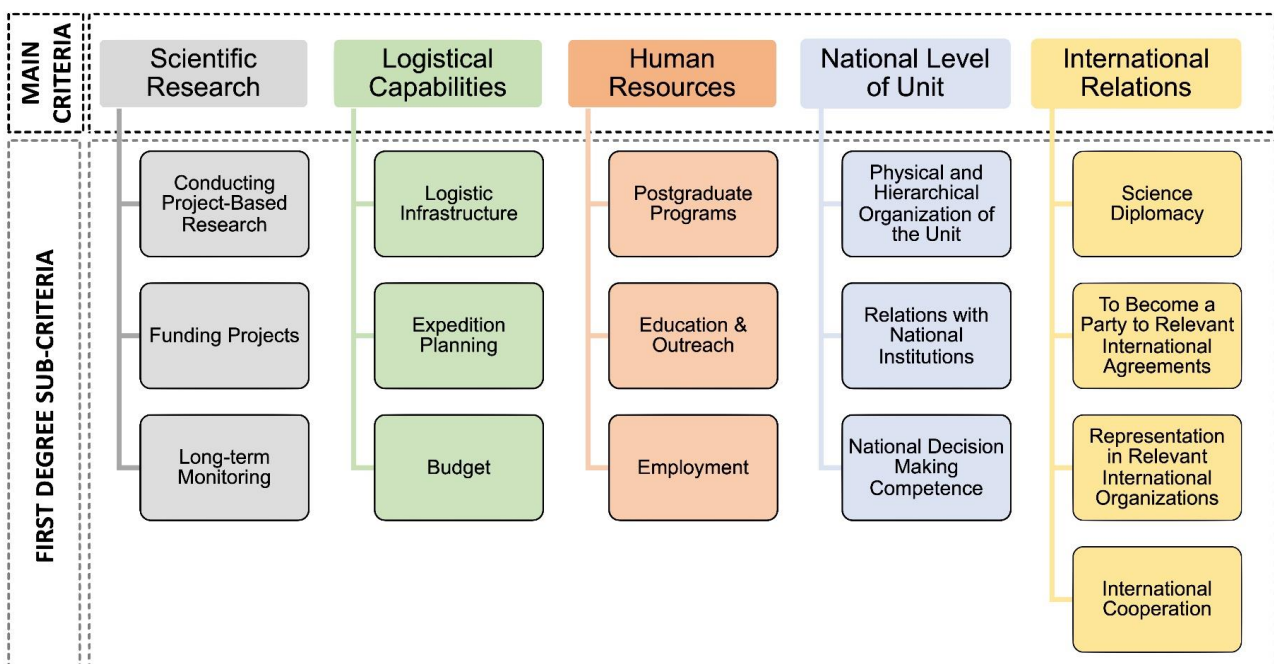 MAIN
CRITERIA
Scientific
Research
Logistical
Capabilities
Human
Resources
National Level
of Unit
International
Relations
FIRST DEGREE SUB-CRITERIA
Conducting
Project-Based
Research
Funding Projects
Long-term
Monitoring
Logistic
Infrastructure
Expedition
Planning
Budget
Postgraduate
Programs
Education &
Outreach
Employment
Physical and
Hierarchical
Organization of
the Unit
Relations with
National
Institutions
National Decision
Making
Competence
Science
Diplomacy
To Become a
Party to Relevant
International
Agreements
Representation
in Relevant
International
Organizations
International
Cooperation